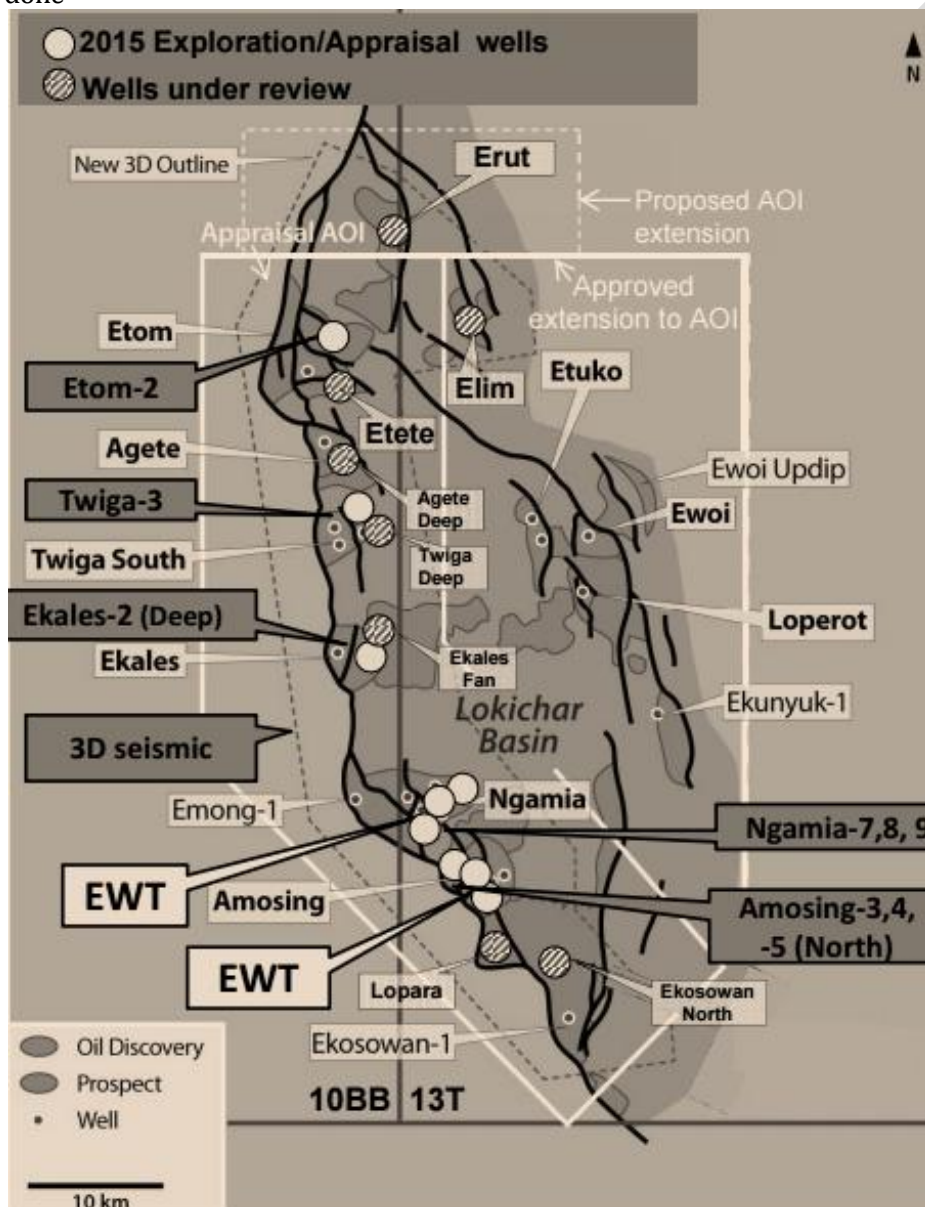 done
2015 Exploration/Appraisal wells
Wells under review
N
New 3D Outline
Erut
Proposed AOI
extension
Appraisal AOI
Approved
extension to AOI
Etom
Etom-2
Elim
Etuko
Etete
Agete
Ewoi Updip
Twiga-3
Agete
Deep
Ewoi
Twiga South
Twiga
Deep
Ekales-2 (Deep)
Loperot
Ekales
Ekales
Fan
Lokichar
Basin
Ekunyuk-1
3D seismic
Emong-1
Ngamia
Ngamia-7,8, 9
EWT
Amosing
Amosing-3,4,
-5 (North)
EWT
Lopara
Ekosowan
North
Ekosowan-1
Oil Discovery
Prospect
Well
10BB 13T
10 km